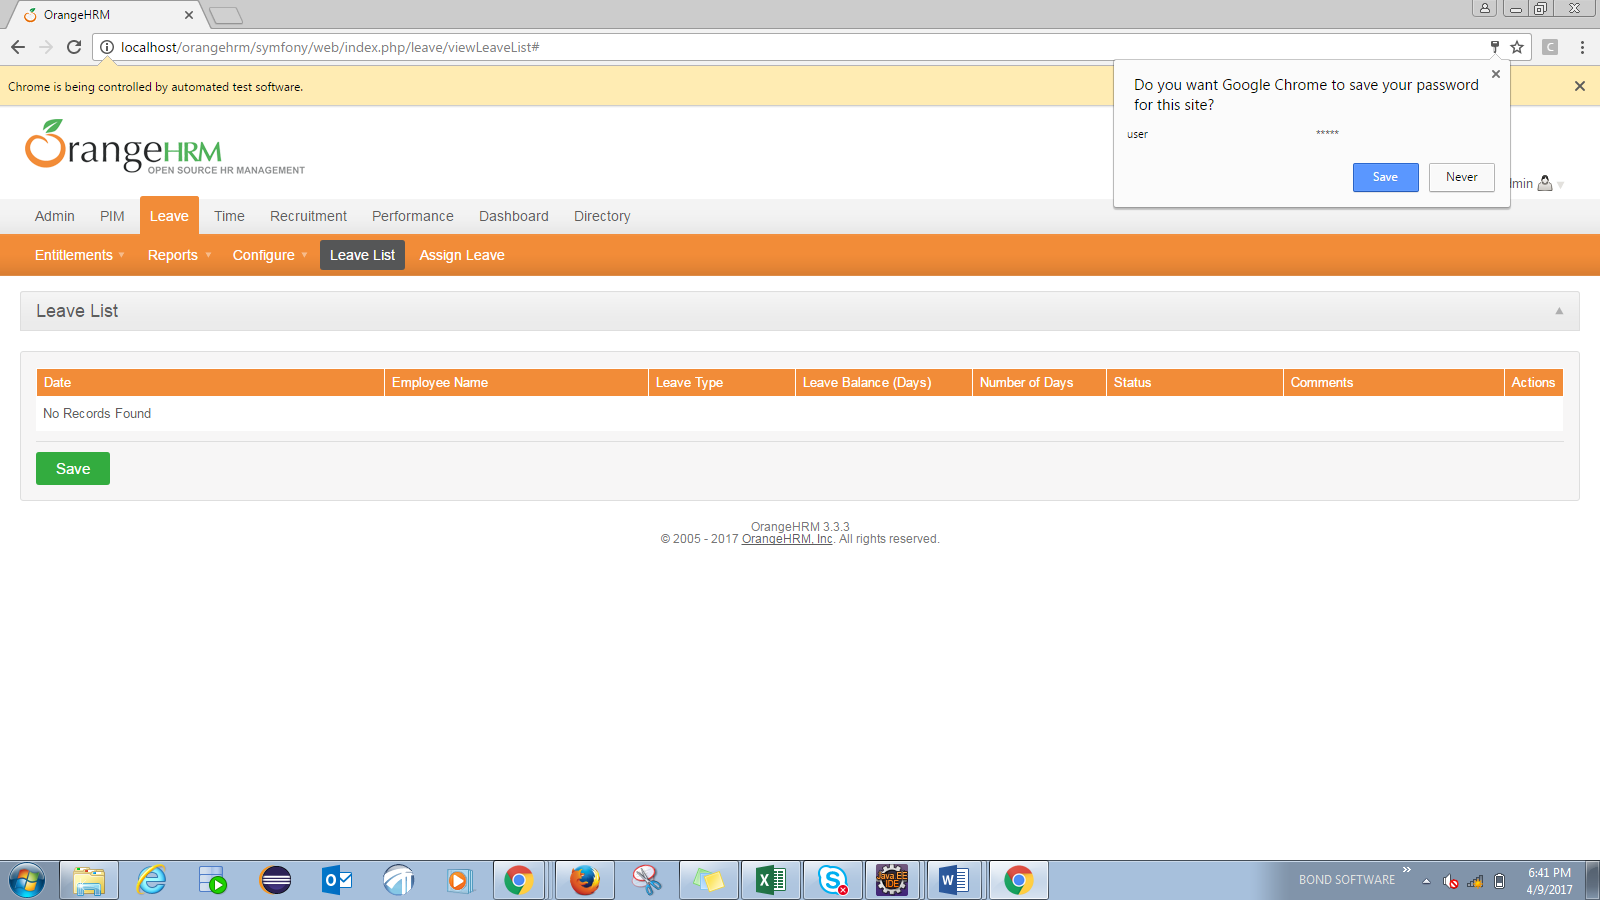 OrangeHRM
localhost/orangehrm/symfony/web/index.php/leave/viewLeaveList#
C
Chrome is being controlled by automated test software.
Do you want Google Chrome to save your password
for this site?
user *****
Save Never
OrangeHRM
OPEN SOURCE HR MANAGEMENT
Admin PIM Leave Time Recruitment Performance Dashboard Directory
Entitlements Reports Configure Leave List Assign Leave
Leave List
Date Employee Name Leave Type Leave Balance (Days) Number of Days Status Comments Actions
No Records Found
Save
OrangeHRM 3.3.3
© 2005 - 2017 OrangeHRM, Inc. All rights reserved.
Java EE
IDE
BOND SOFTWARE
6:41 PM
4/9/2017